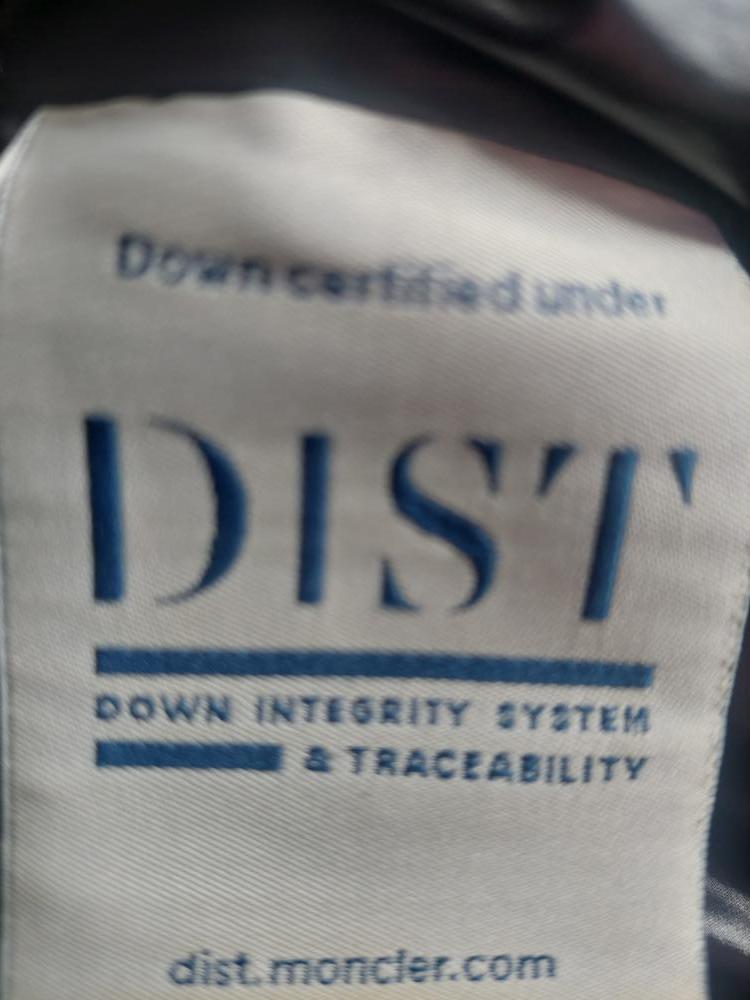 Down certified under
DIST
DOWN INTEGRITY SYSTEM
& TRACEABILITY
dist.moncler.com